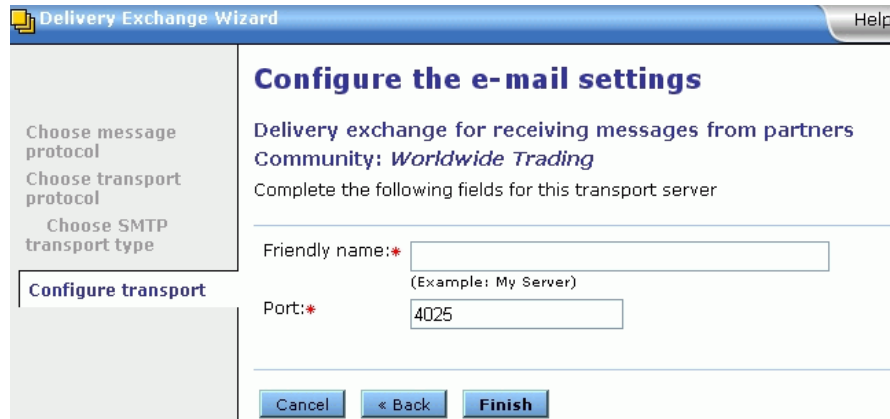 Delivery Exchange Wizard
Help
Choose message
protocol
Choose transport
protocol
Choose SMTP
transport type
Configure transport
Configure the e-mail settings
Delivery exchange for receiving messages from partners
Community: Worldwide Trading
Complete the following fields for this transport server
Friendly name:*
(Example: My Server)
Port:* 4025
Cancel « Back Finish